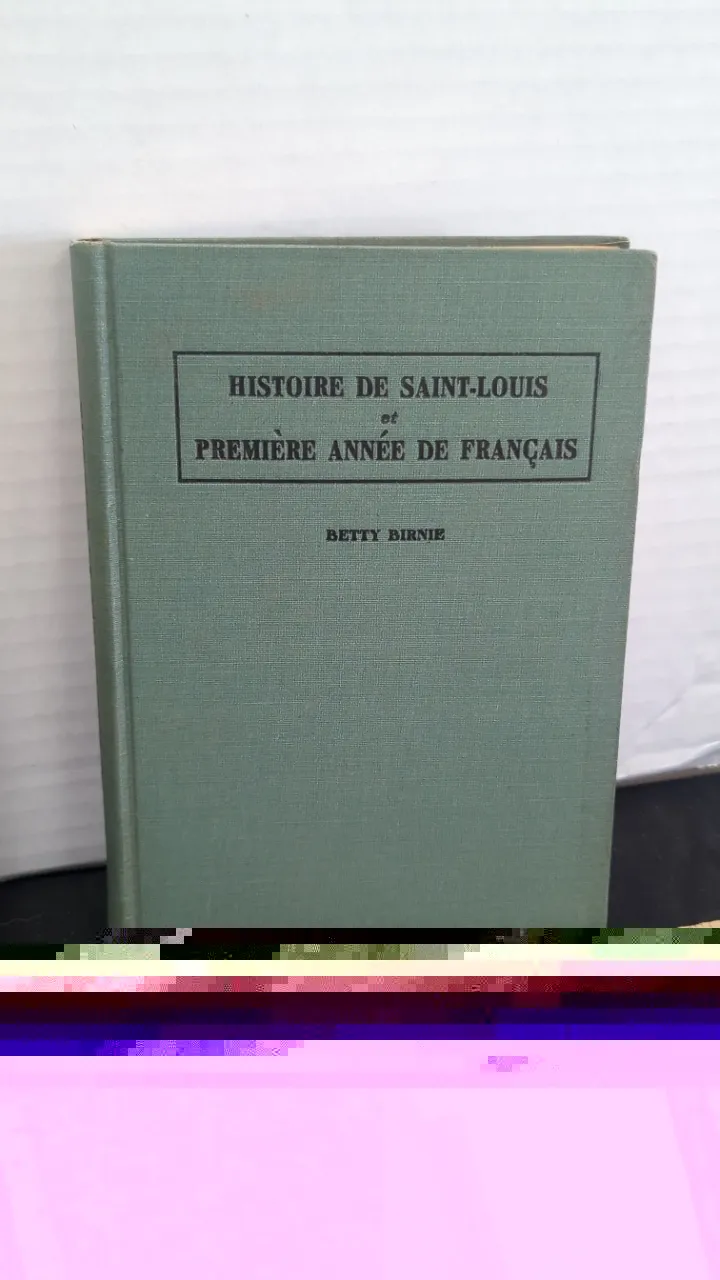 HISTOIRE DE SAINT-LOUIS
et
PREMIÈRE ANNÉE DE FRANÇAIS
BETTY BIRNIE